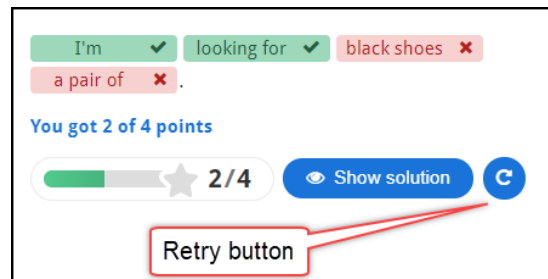 I'm looking for black shoes
a pair of .
You got 2 of 4 points
2/4 Show solution
Retry button